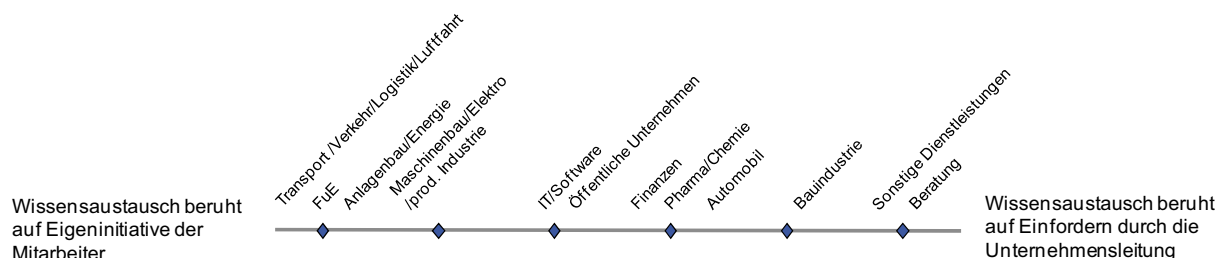 Transport /Verkehr/Logistik/Luftfahrt
FuE
Anlagenbau/Energie
Maschinenbau/Elektro
/prod. Industrie
IT/Software
Öffentliche Unternehmen
Finanzen
Pharma/Chemie
Automobil
Bauindustrie
Sonstige Dienstleistungen
Beratung
Wissensaustausch beruht
auf Eigeninitiative der
Mitarbeiter
Wissensaustausch beruht
auf Einfordern durch die
Unternehmensleitung